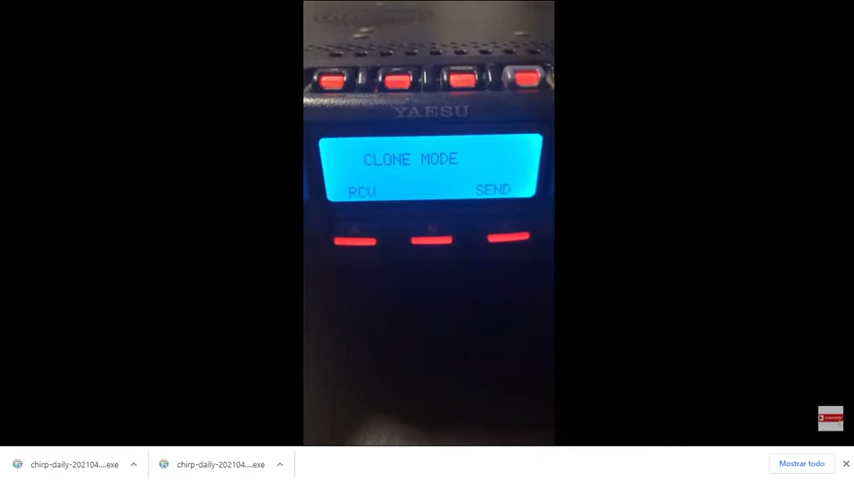 YAESU
CLONE MODE
RCV SEND
chirp-daily-202104....exe
chirp-daily-202104....exe
Mostrar todo